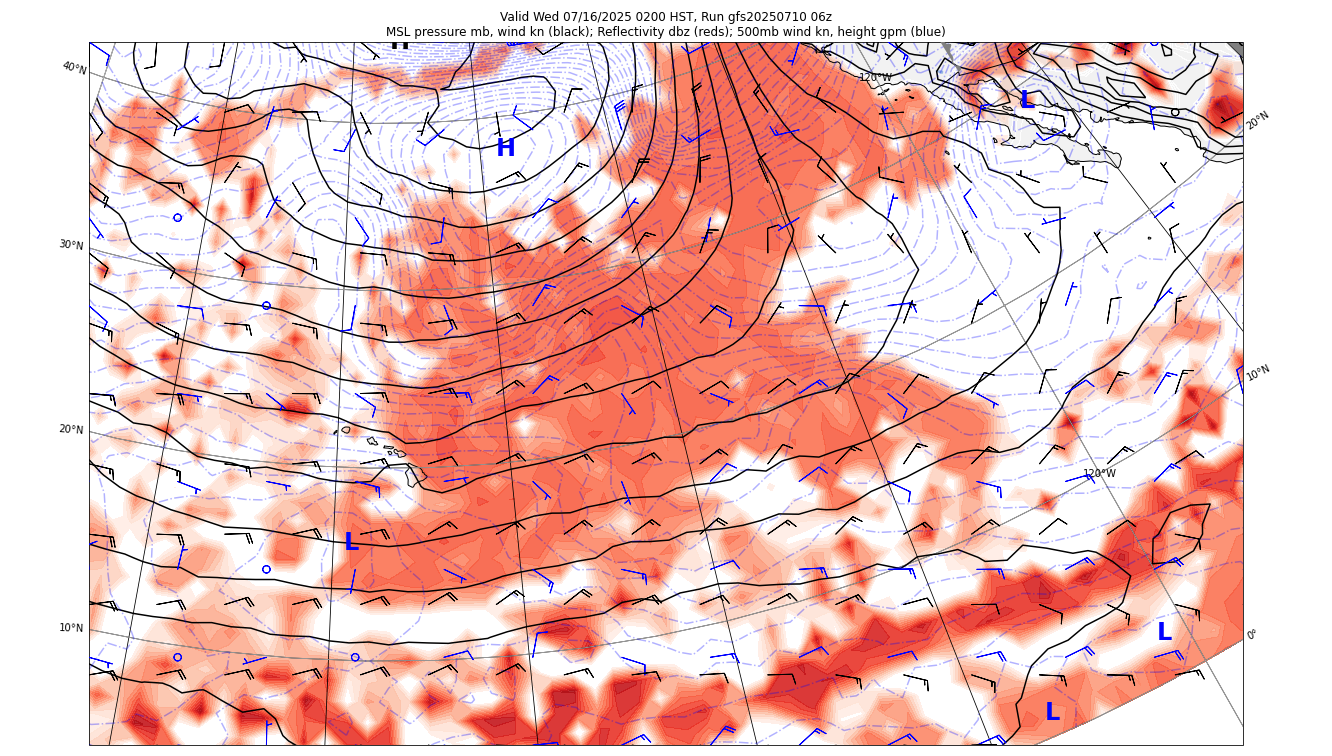 Valid Wed 07/16/2025 0200 HST, Run gfs20250710 06z
MSL pressure mb, wind kn (black); Reflectivity dbz (reds); 500mb wind kn, height gpm (blue)
H
40°N
120°W
L
20°N
H
30°N
10°N
20°N
120°W
L
10°N
L
0°
L